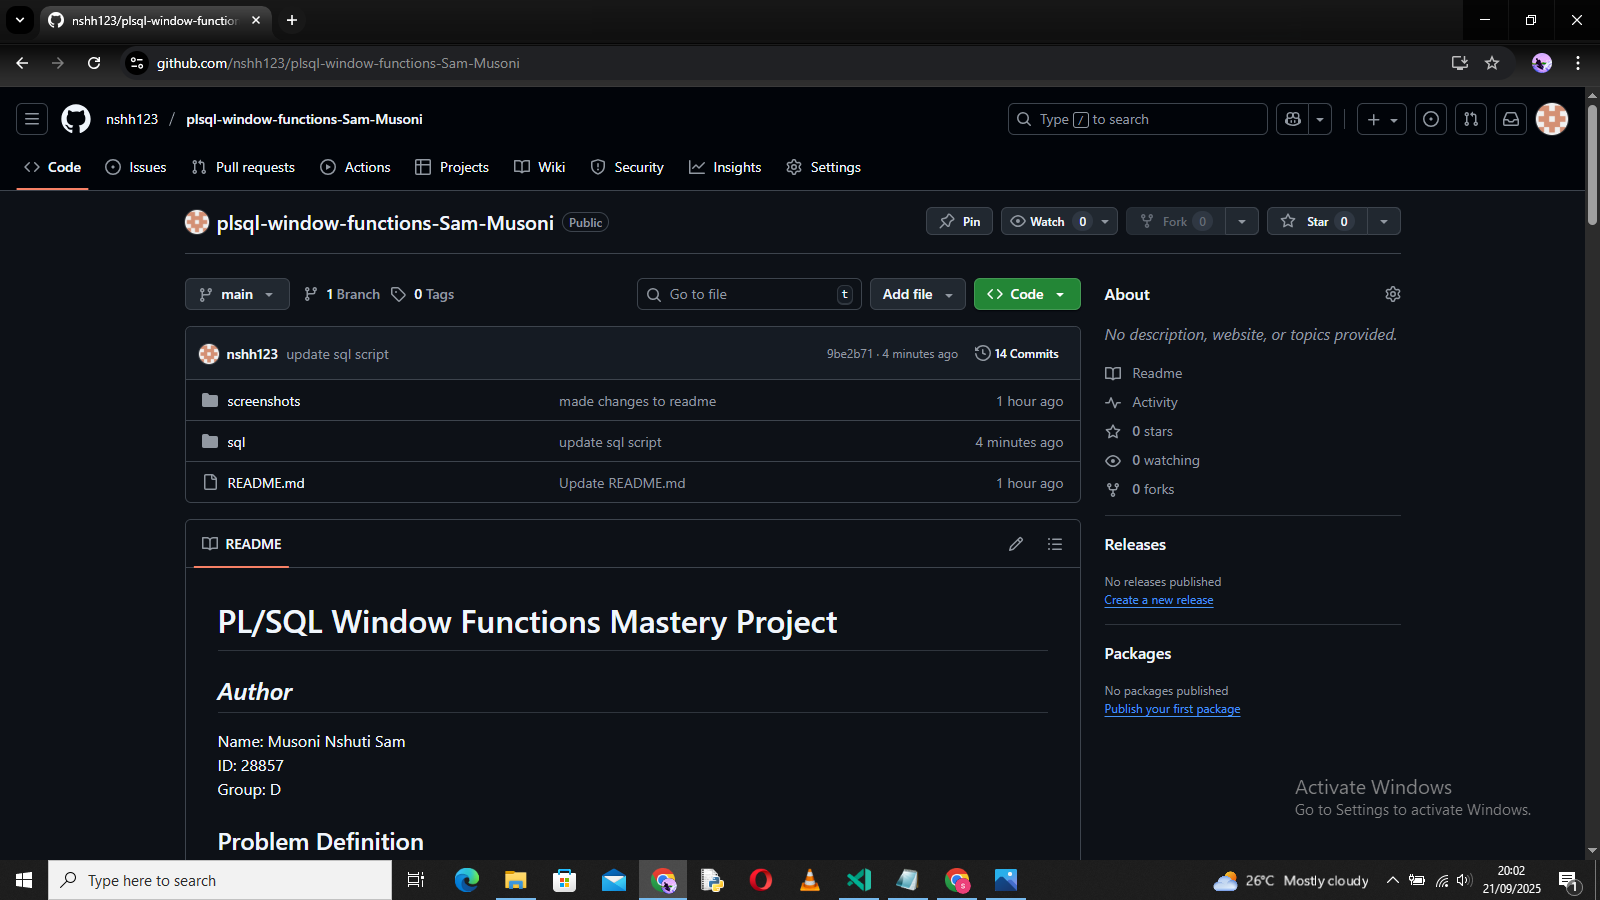 nshh123/plsql-window-function
github.com/nshh123/plsql-window-functions-Sam-Musoni
nshh123 / plsql-window-functions-Sam-Musoni
Type / to search
Code
Issues
Pull requests
Actions
Projects
Wiki
Security
Insights
Settings
plsql-window-functions-Sam-Musoni Public
Pin
Watch 0
Fork 0
Star 0
main
1 Branch
0 Tags
Go to file t
Add file
Code
nshh123 update sql script 9be2b71 · 4 minutes ago 14 Commits
screenshots made changes to readme 1 hour ago
sql update sql script 4 minutes ago
README.md Update README.md 1 hour ago
README
PL/SQL Window Functions Mastery Project
Author
Name: Musoni Nshuti Sam
ID: 28857
Group: D
Problem Definition
About
No description, website, or topics provided.
Readme
Activity
0 stars
0 watching
0 forks
Releases
No releases published
Create a new release
Packages
No packages published
Publish your first package
Activate Windows
Go to Settings to activate Windows.
Type here to search
S
26°C Mostly cloudy
20:02
21/09/2025
1